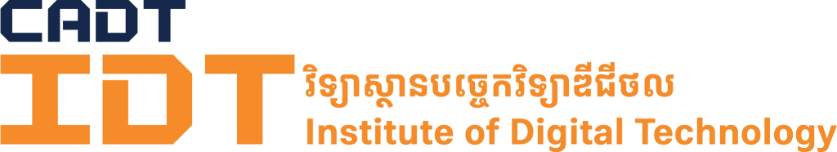 CADT
IDT
វិទ្យាស្ថានបច្ចេកវិទ្យាឌីជីថល
Institute of Digital Technology